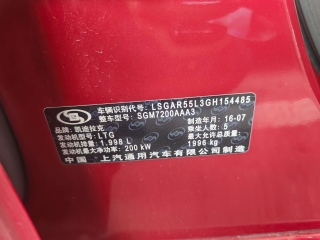 车辆识别代号: LSGAR55L3GH154485
整车型号: SGM7200AAA3
品牌: 凯迪拉克 制造年月: 16-07
发动机型号: LTG 乘坐人数: 5
发动机排量: 1.998 L 最大允许总质量:
发动机最大净功率: 200 kW 1996 kg
中国 上汽通用汽车有限公司制造